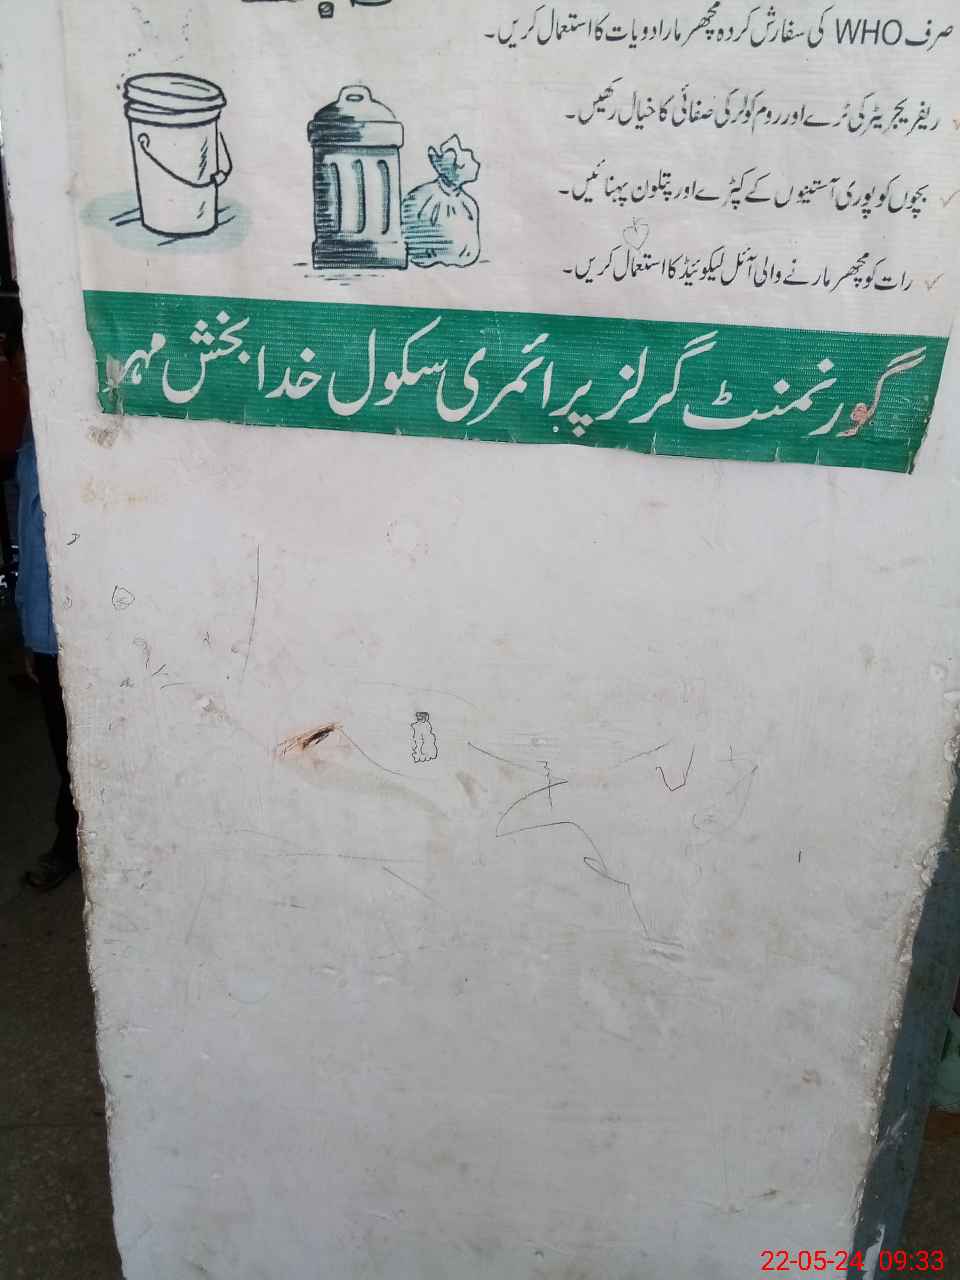 صرف WHO کی سفارش کردہ مچھر مار ادویات کا استعمال کریں۔
ریفریجریٹر کی ٹرے اور روم کولر کی صفائی کا خیال رکھیں۔
بچوں کو پوری آستینوں کے کپڑے اور پتلون پہنائیں۔
رات کو مچھر مارنے والی آئل لیکوئیڈ کا استعمال کریں۔
گورنمنٹ گرلز پرائمری سکول خدا بخش مہر
22-05-24 09:33